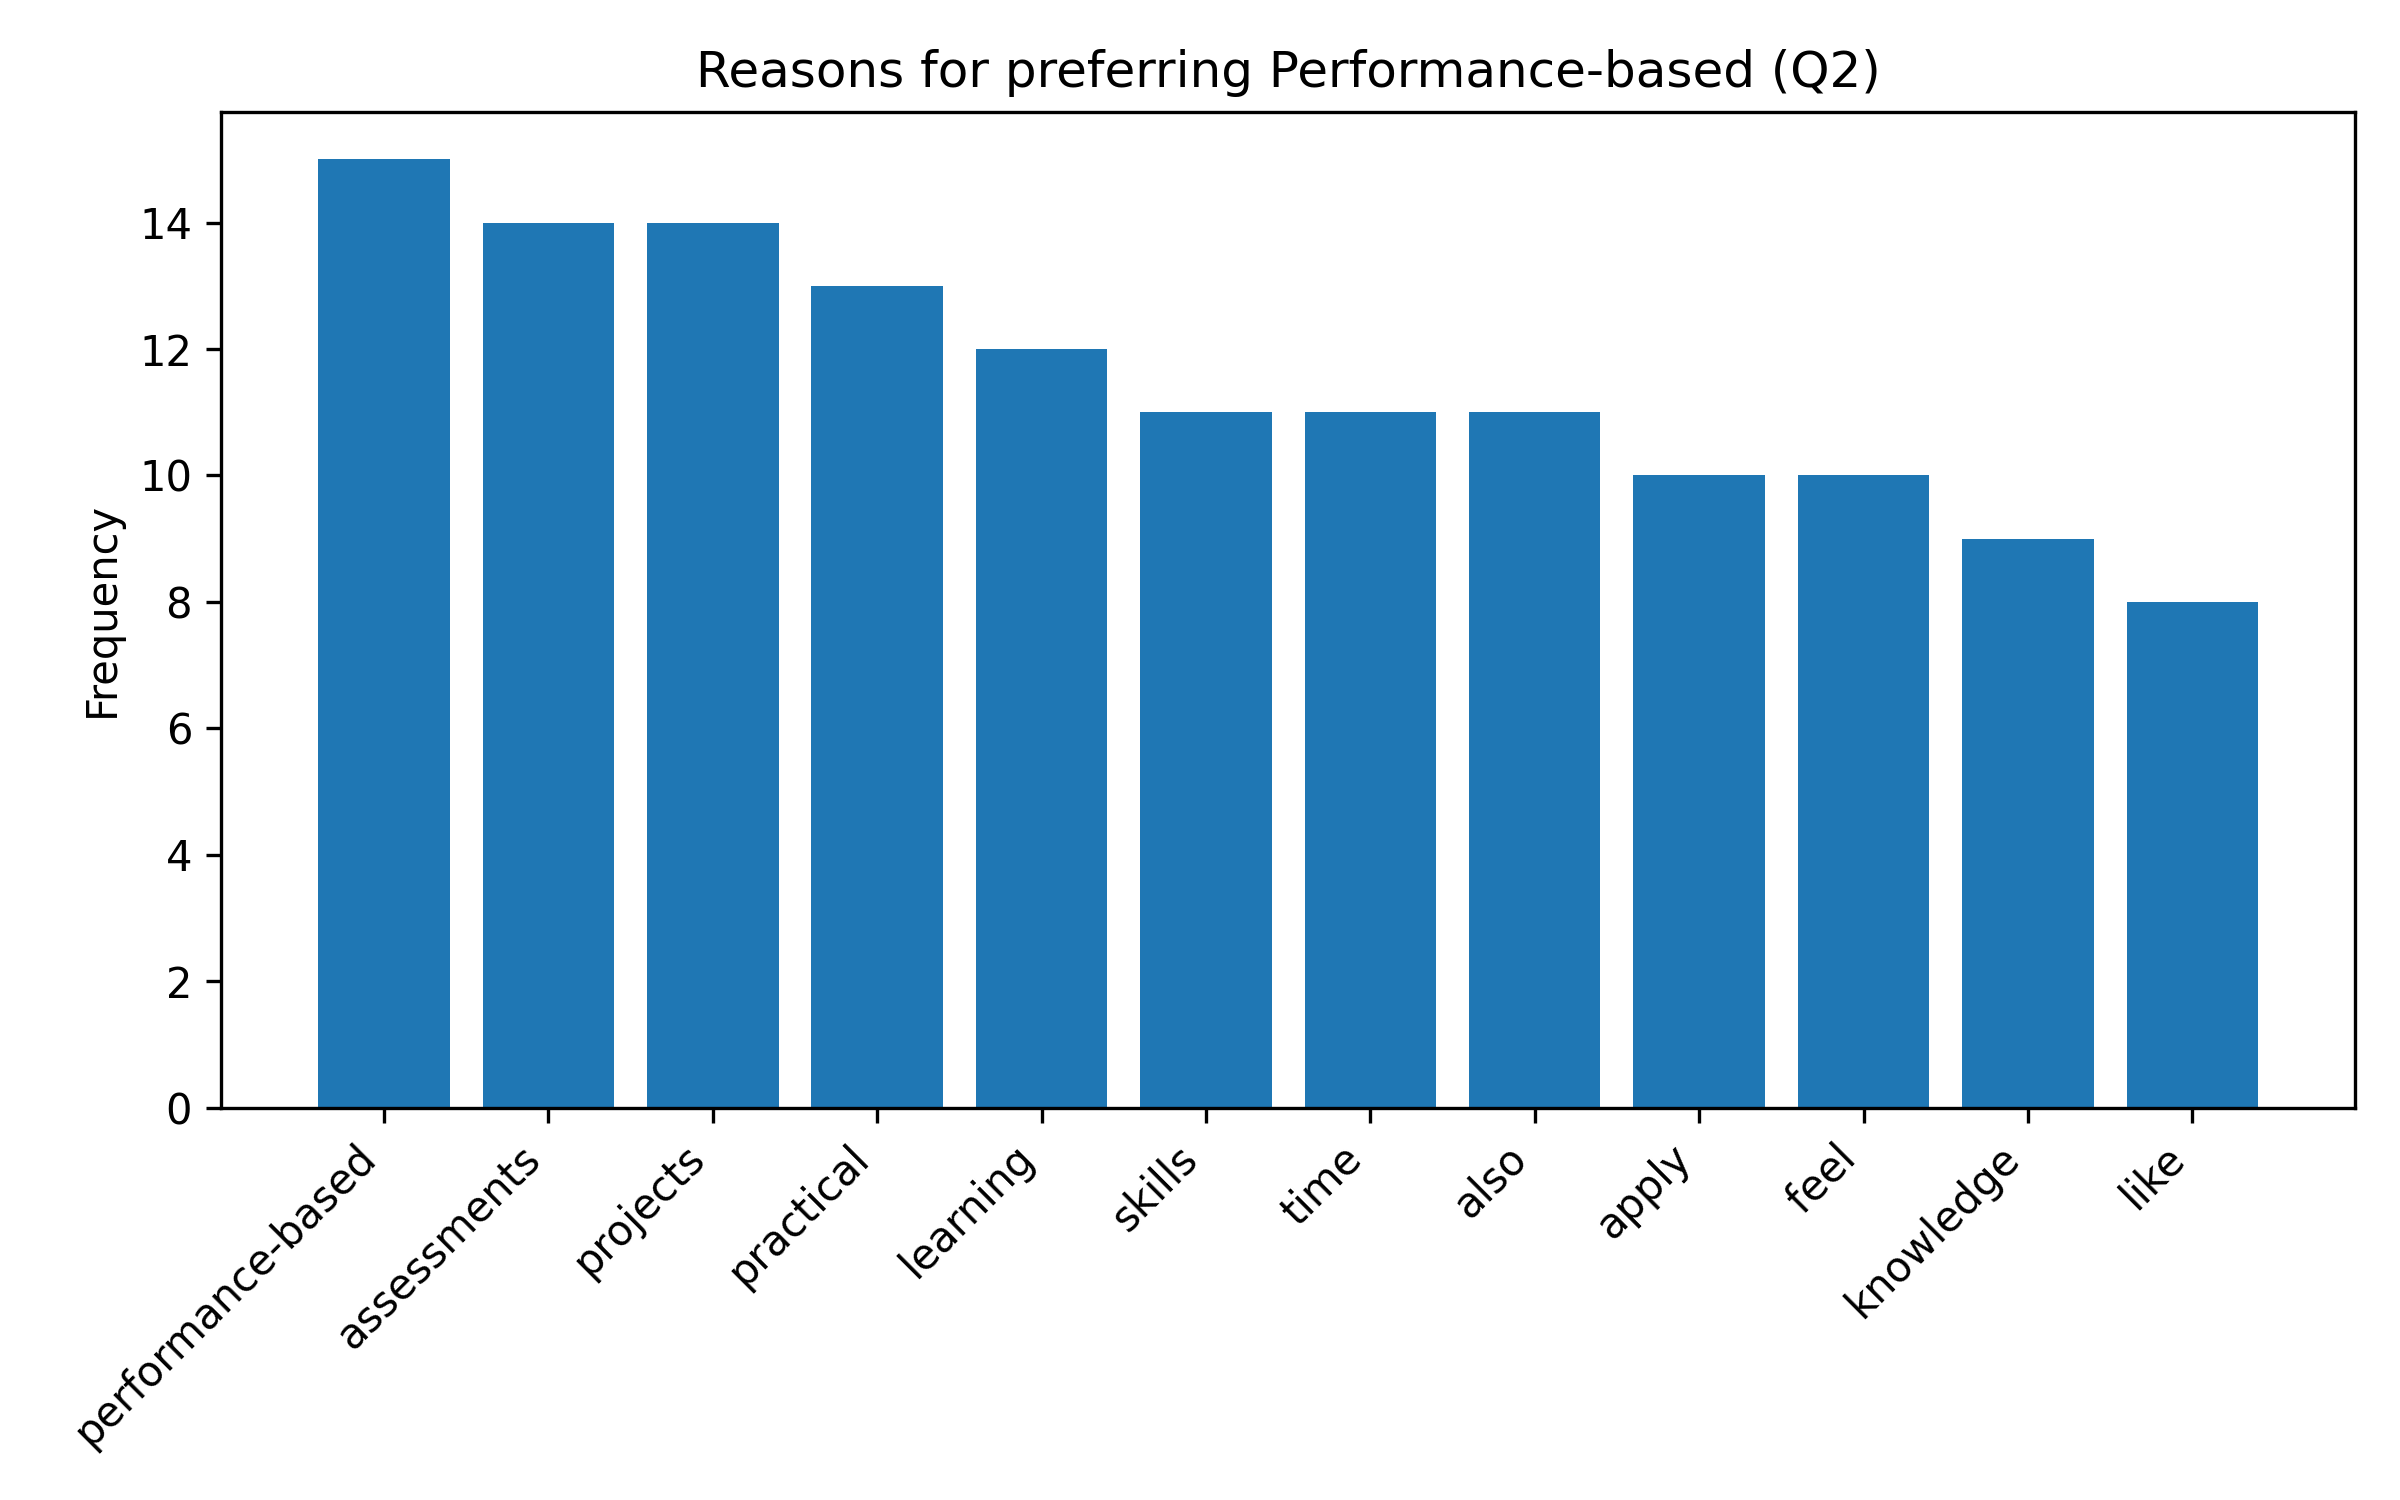 Reasons for preferring Performance-based (Q2)
Frequency
14
12
10
8
6
4
2
0
performance-based
assessments
projects
practical
learning
skills
time
also
apply
feel
knowledge
like